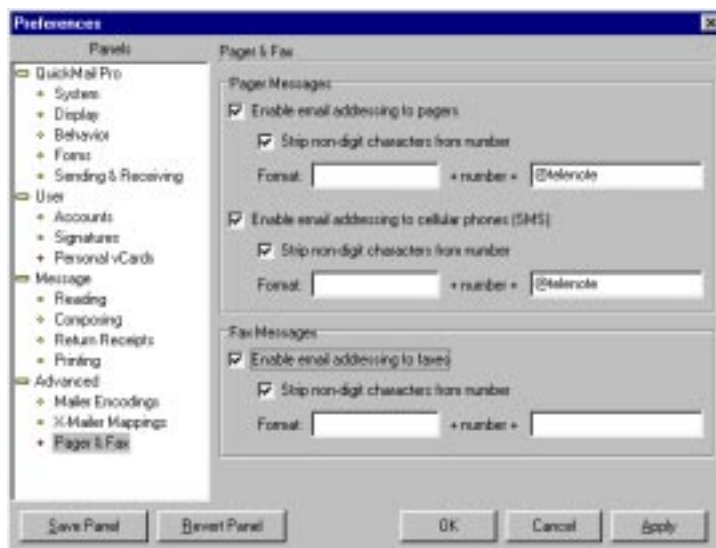 Preferences
Panels
QuickMail Pro
System
Display
Behavior
Forms
Sending & Receiving
User
Accounts
Signatures
Personal vCards
Message
Reading
Composing
Return Receipts
Printing
Advanced
Mailer Encodings
X-Mailer Mappings
Pager & Fax
Pager & Fax
Pager Messages
Enable email addressing to pagers
Strip non-digit characters from number
Format: + number + @telenote
Enable email addressing to cellular phones (SMS)
Strip non-digit characters from number
Format: + number + @telenote
Fax Messages
Enable email addressing to faxes
Strip non-digit characters from number
Format: + number +
Save Panel Revert Panel OK Cancel Apply